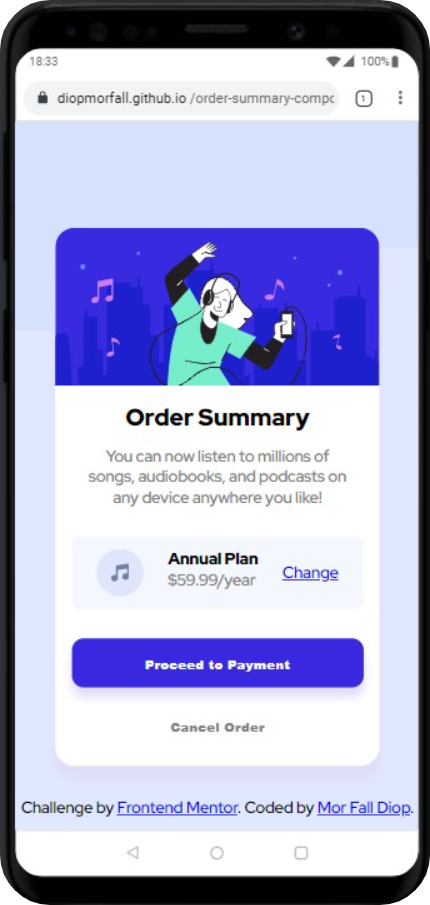 18:33 100%
diopmorfall.github.io /order-summary-compo
1
Order Summary
You can now listen to millions of
songs, audiobooks, and podcasts on
any device anywhere you like!
Annual Plan
$59.99/year
Change
Proceed to Payment
Cancel Order
Challenge by Frontend Mentor. Coded by Mor Fall Diop.